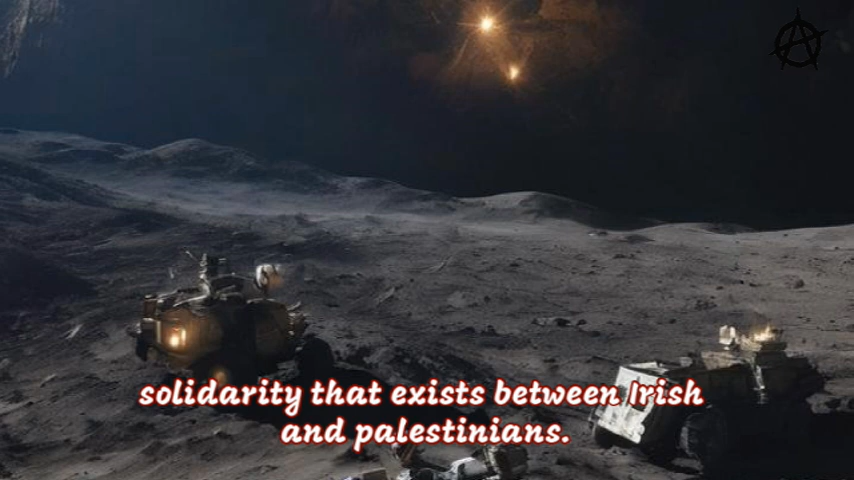 solidarity that exists between Irish
and palestinians.